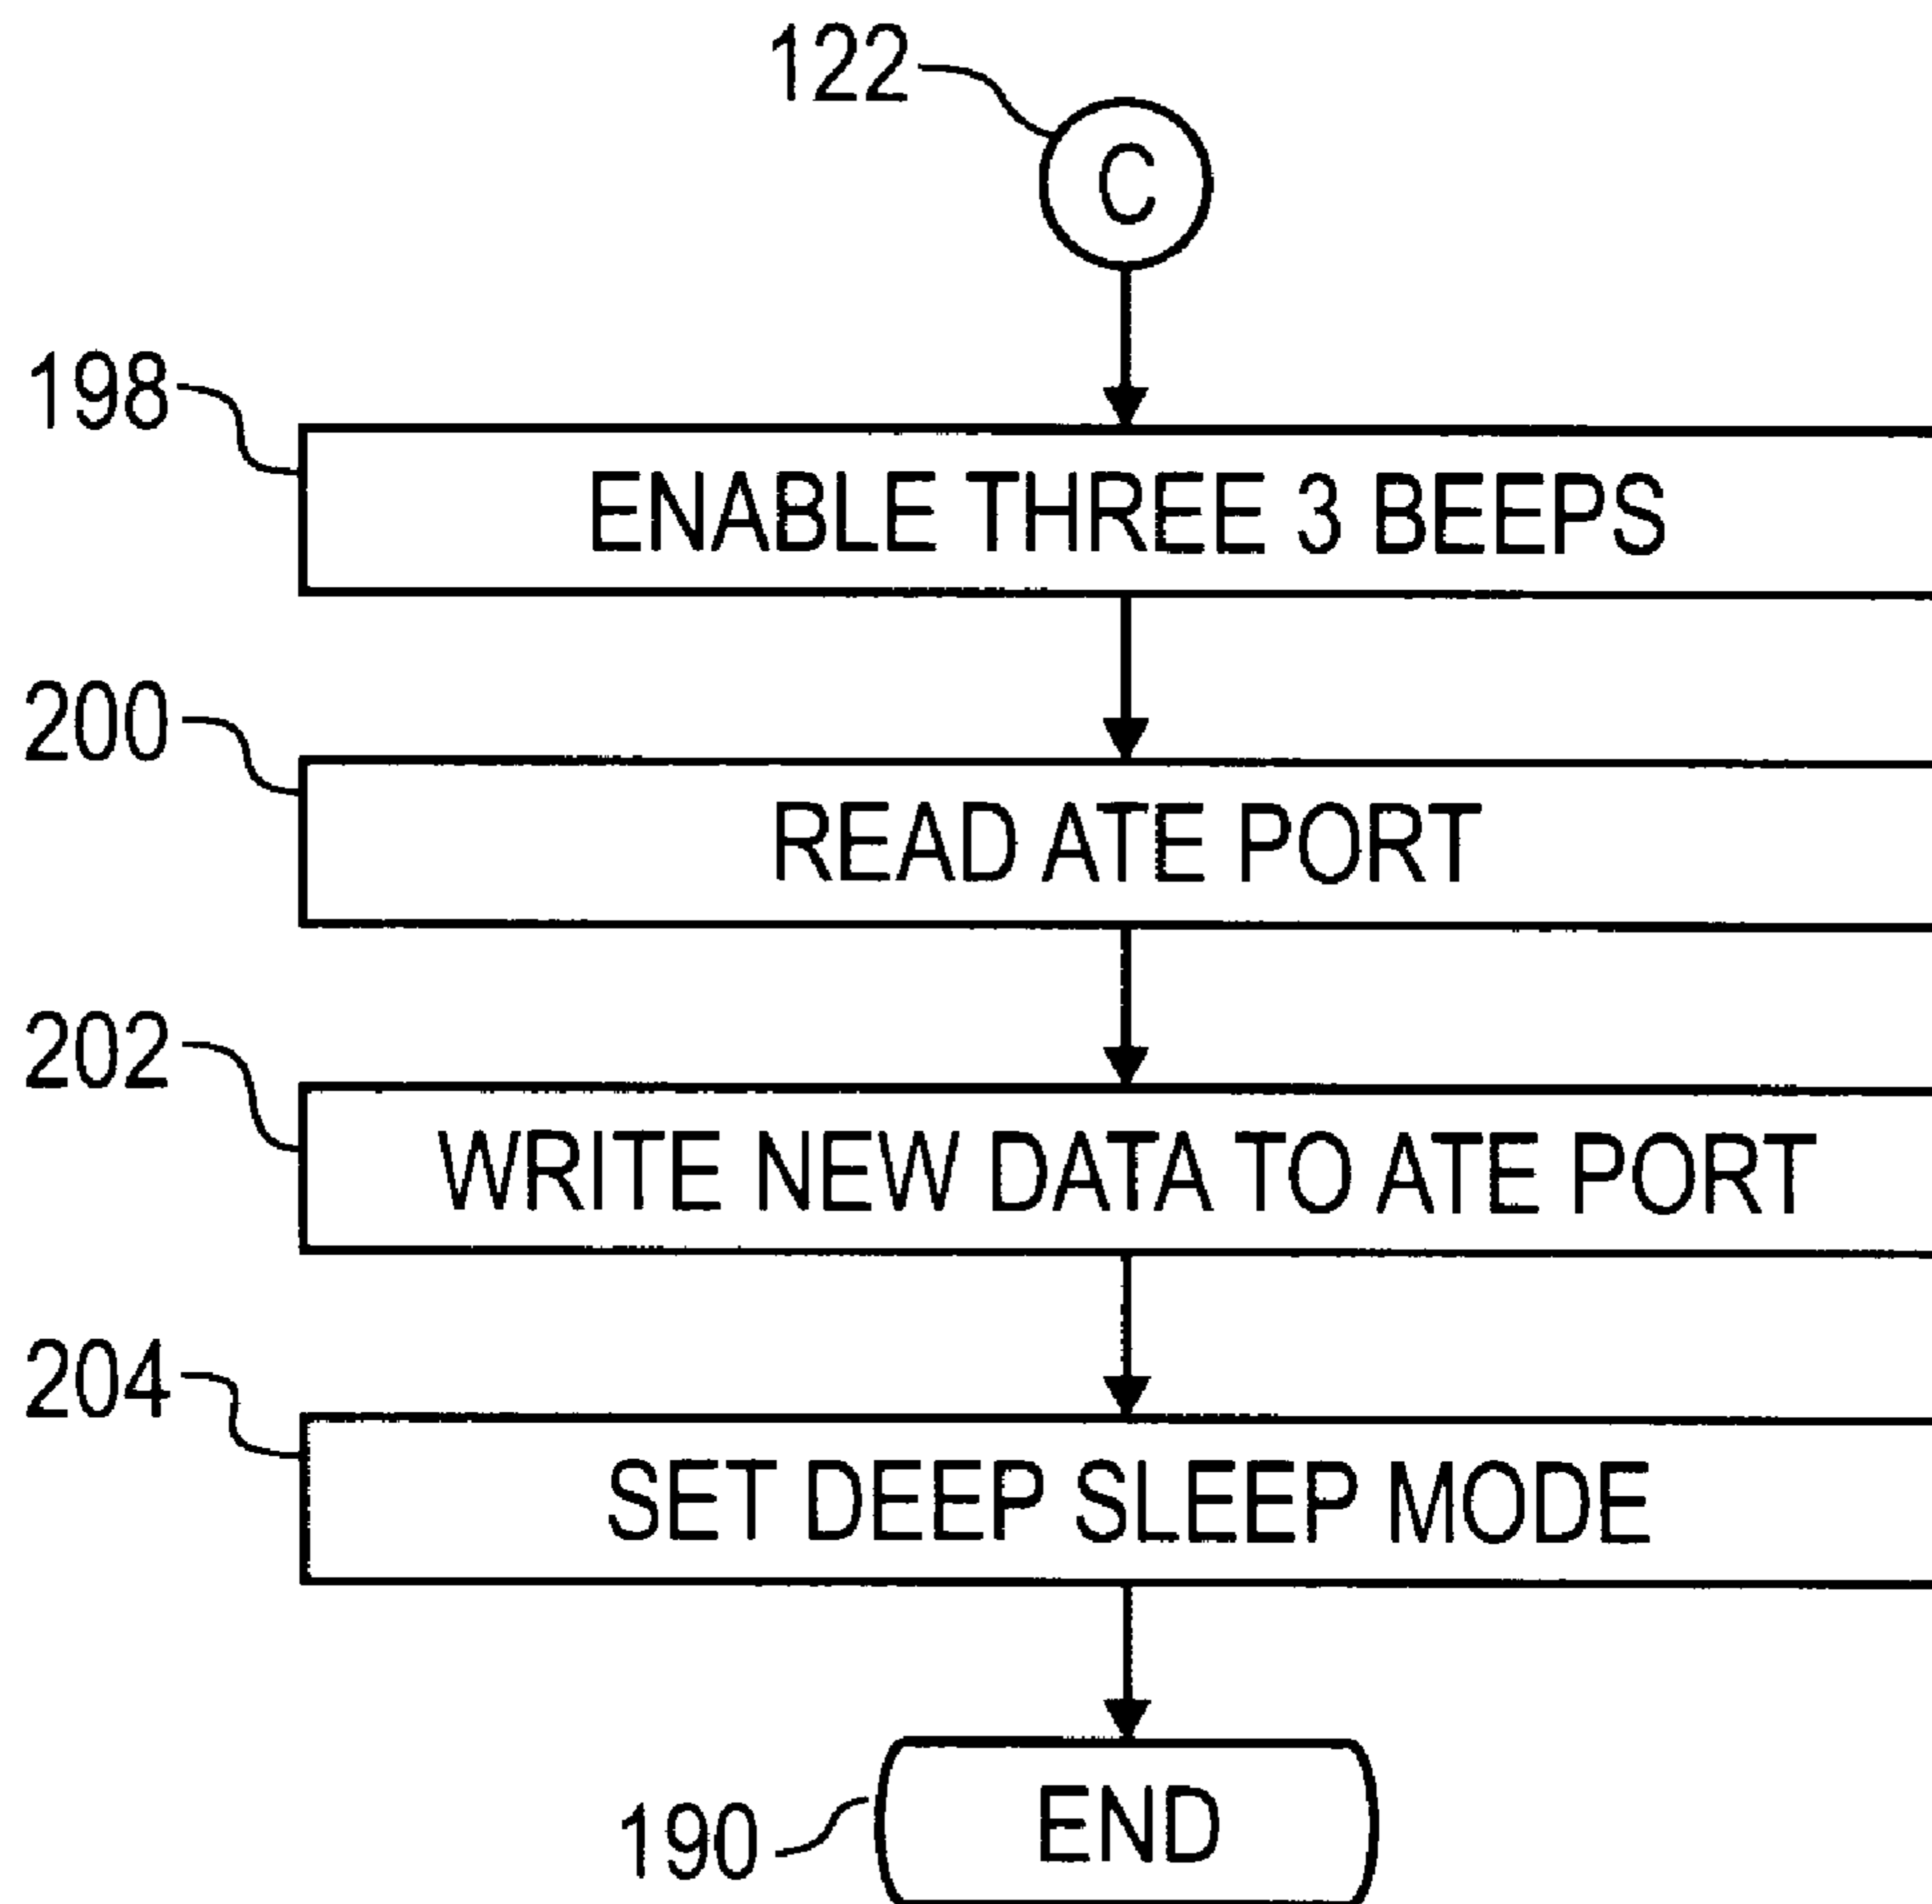 122
C
198
ENABLE THREE 3 BEEPS
200
READ ATE PORT
202
WRITE NEW DATA TO ATE PORT
204
SET DEEP SLEEP MODE
190
END